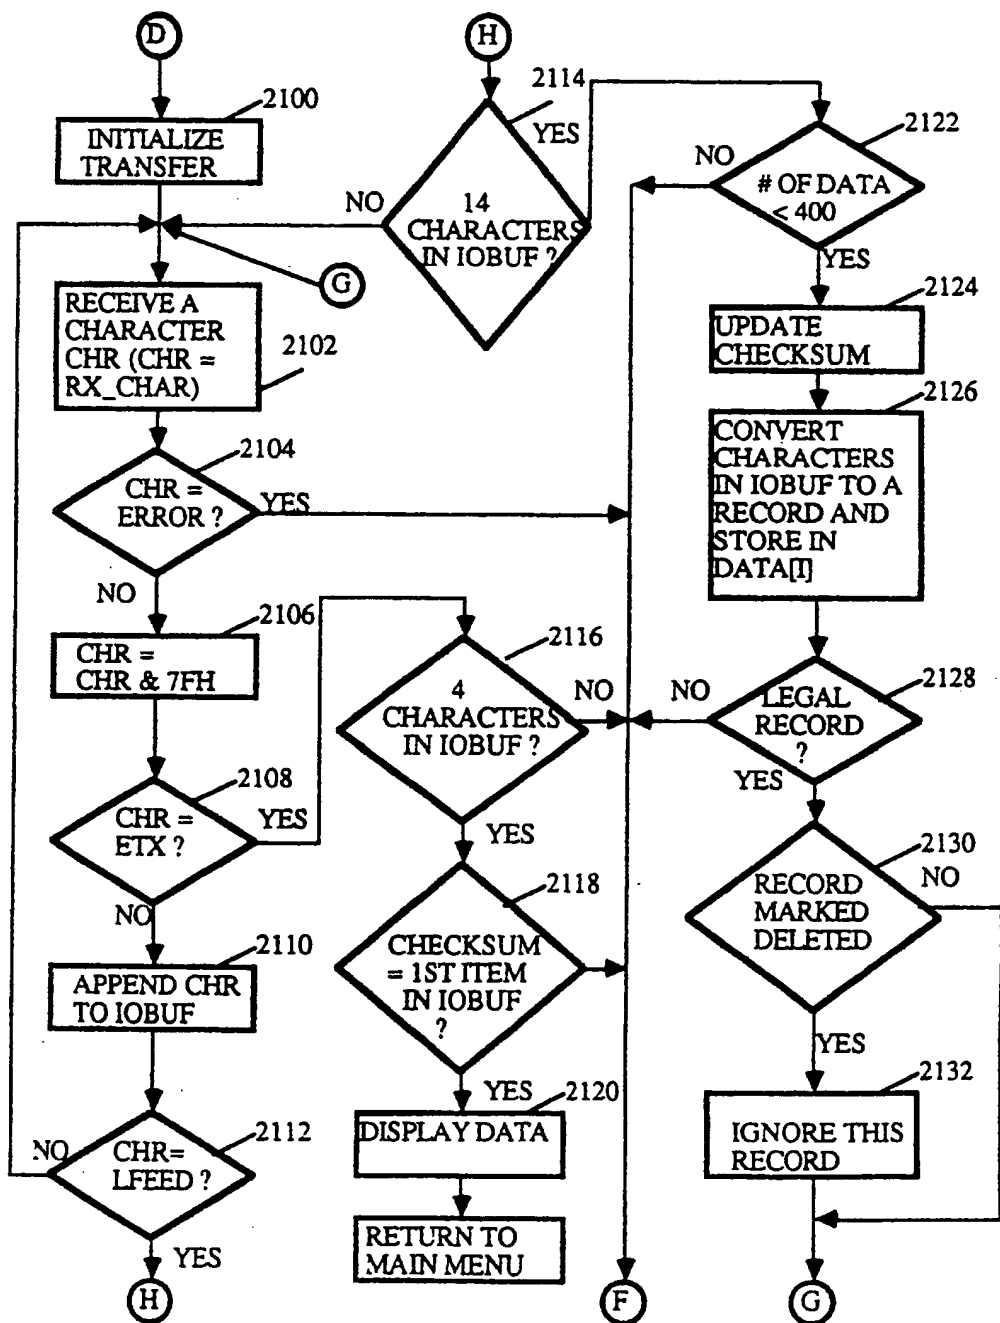 D
2100
INITIALIZE
TRANSFER
G
RECEIVE A
CHARACTER
CHR (CHR =
RX_CHAR)
2102
2104
CHR =
ERROR ?
YES
NO
2106
CHR =
CHR & 7FH
2108
CHR =
ETX ?
YES
NO
2110
APPEND CHR
TO IOBUF
2112
CHR=
LFEED ?
NO
YES
H
H
2114
14
CHARACTERS
IN IOBUF ?
NO
YES
2116
4
CHARACTERS
IN IOBUF ?
NO
YES
2118
CHECKSUM
= 1ST ITEM
IN IOBUF
?
YES
2120
DISPLAY DATA
RETURN TO
MAIN MENU
F
2122
# OF DATA
< 400
NO
YES
2124
UPDATE
CHECKSUM
2126
CONVERT
CHARACTERS
IN IOBUF TO A
RECORD AND
STORE IN
DATA[I]
2128
LEGAL
RECORD
?
NO
YES
2130
RECORD
MARKED
DELETED
NO
YES
2132
IGNORE THIS
RECORD
G